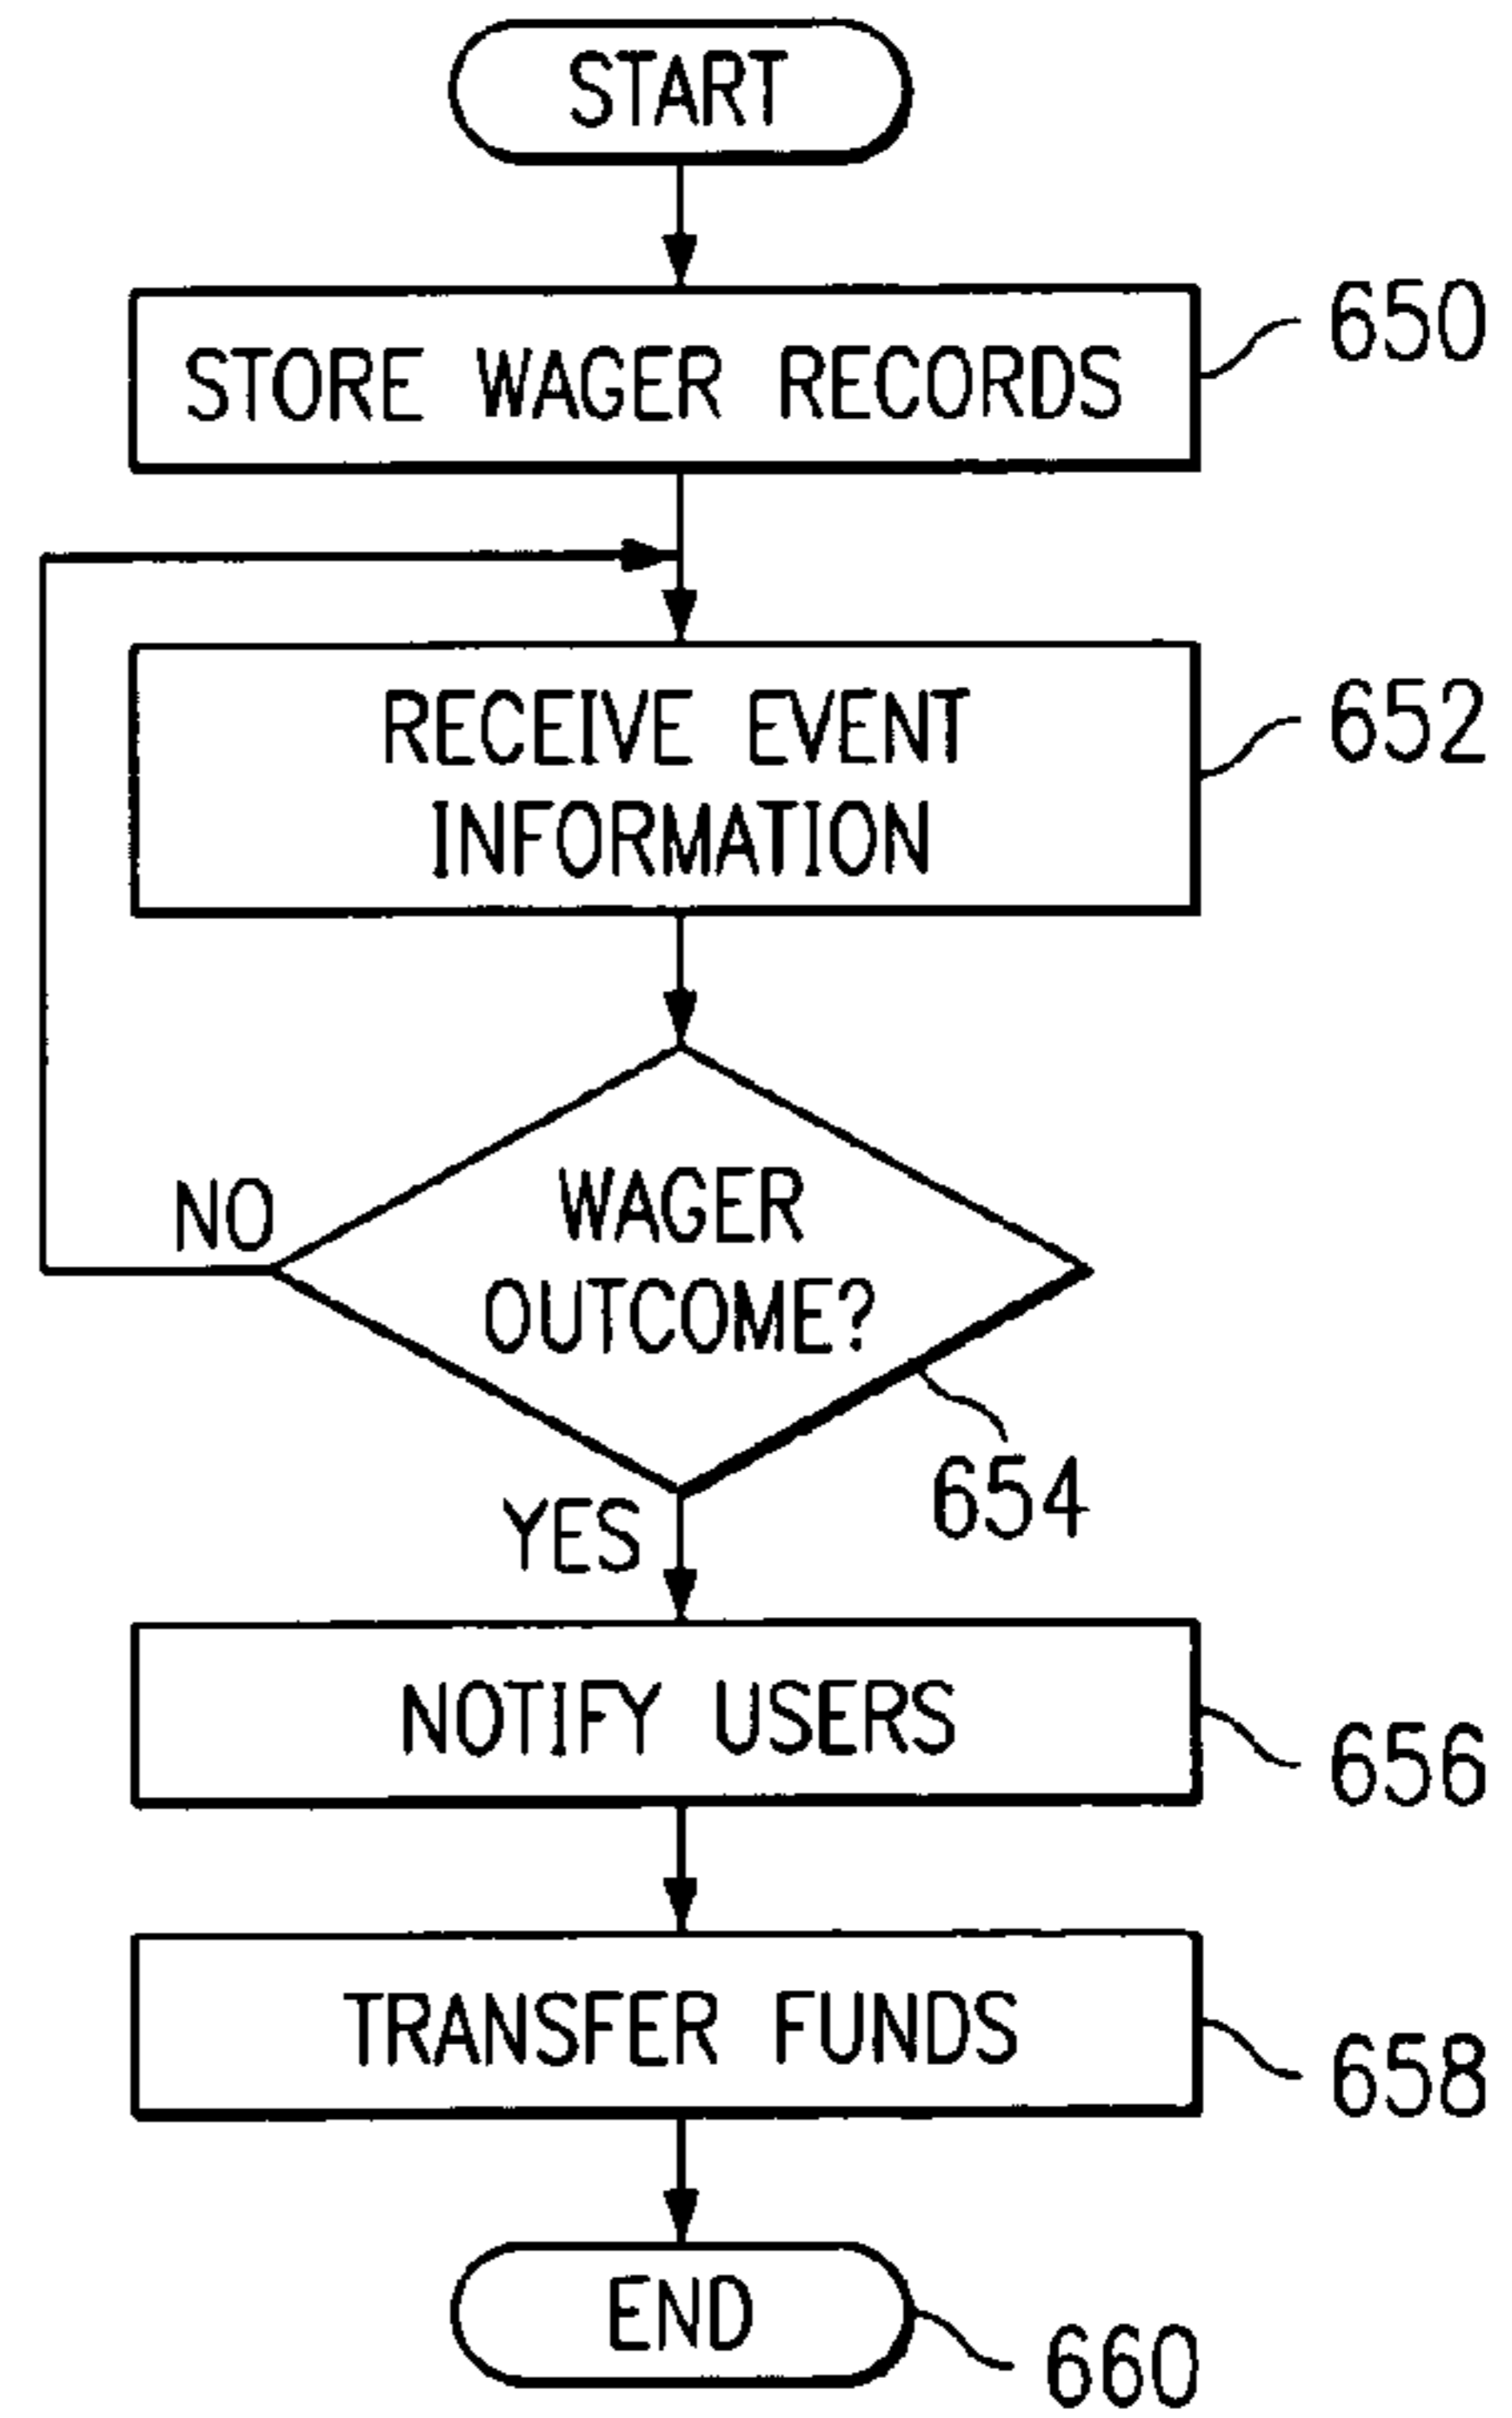 START
STORE WAGER RECORDS
650
RECEIVE EVENT
INFORMATION
652
WAGER
OUTCOME?
NO
654
YES
NOTIFY USERS
656
TRANSFER FUNDS
658
END
660